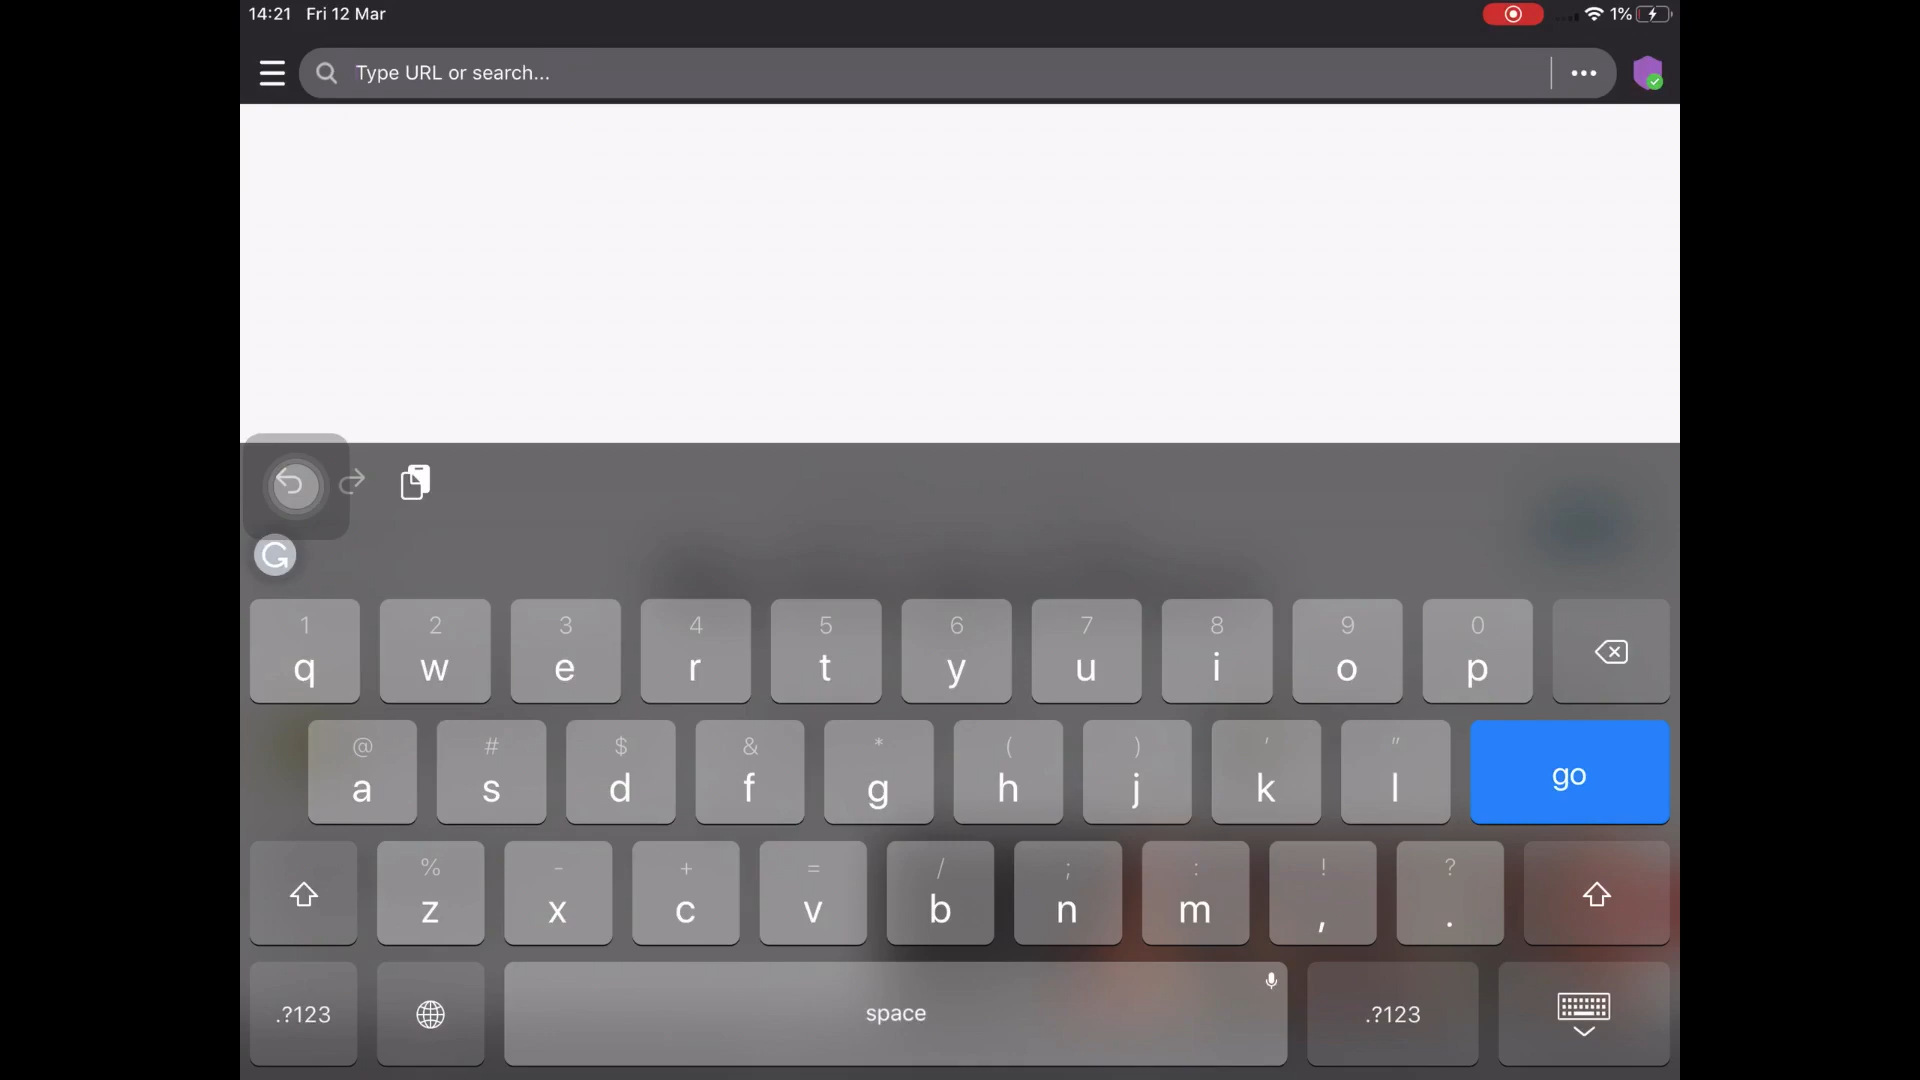 14:21 Fri 12 Mar
1%
Type URL or search...
1 2 3 4 5 6 7 8 9 0
q w e r t y u i o p
@ # $ & * ( ) ' "
a s d f g h j k l go
% - + = / ; : ! ?
z x c v b n m , .
.?123 space .?123